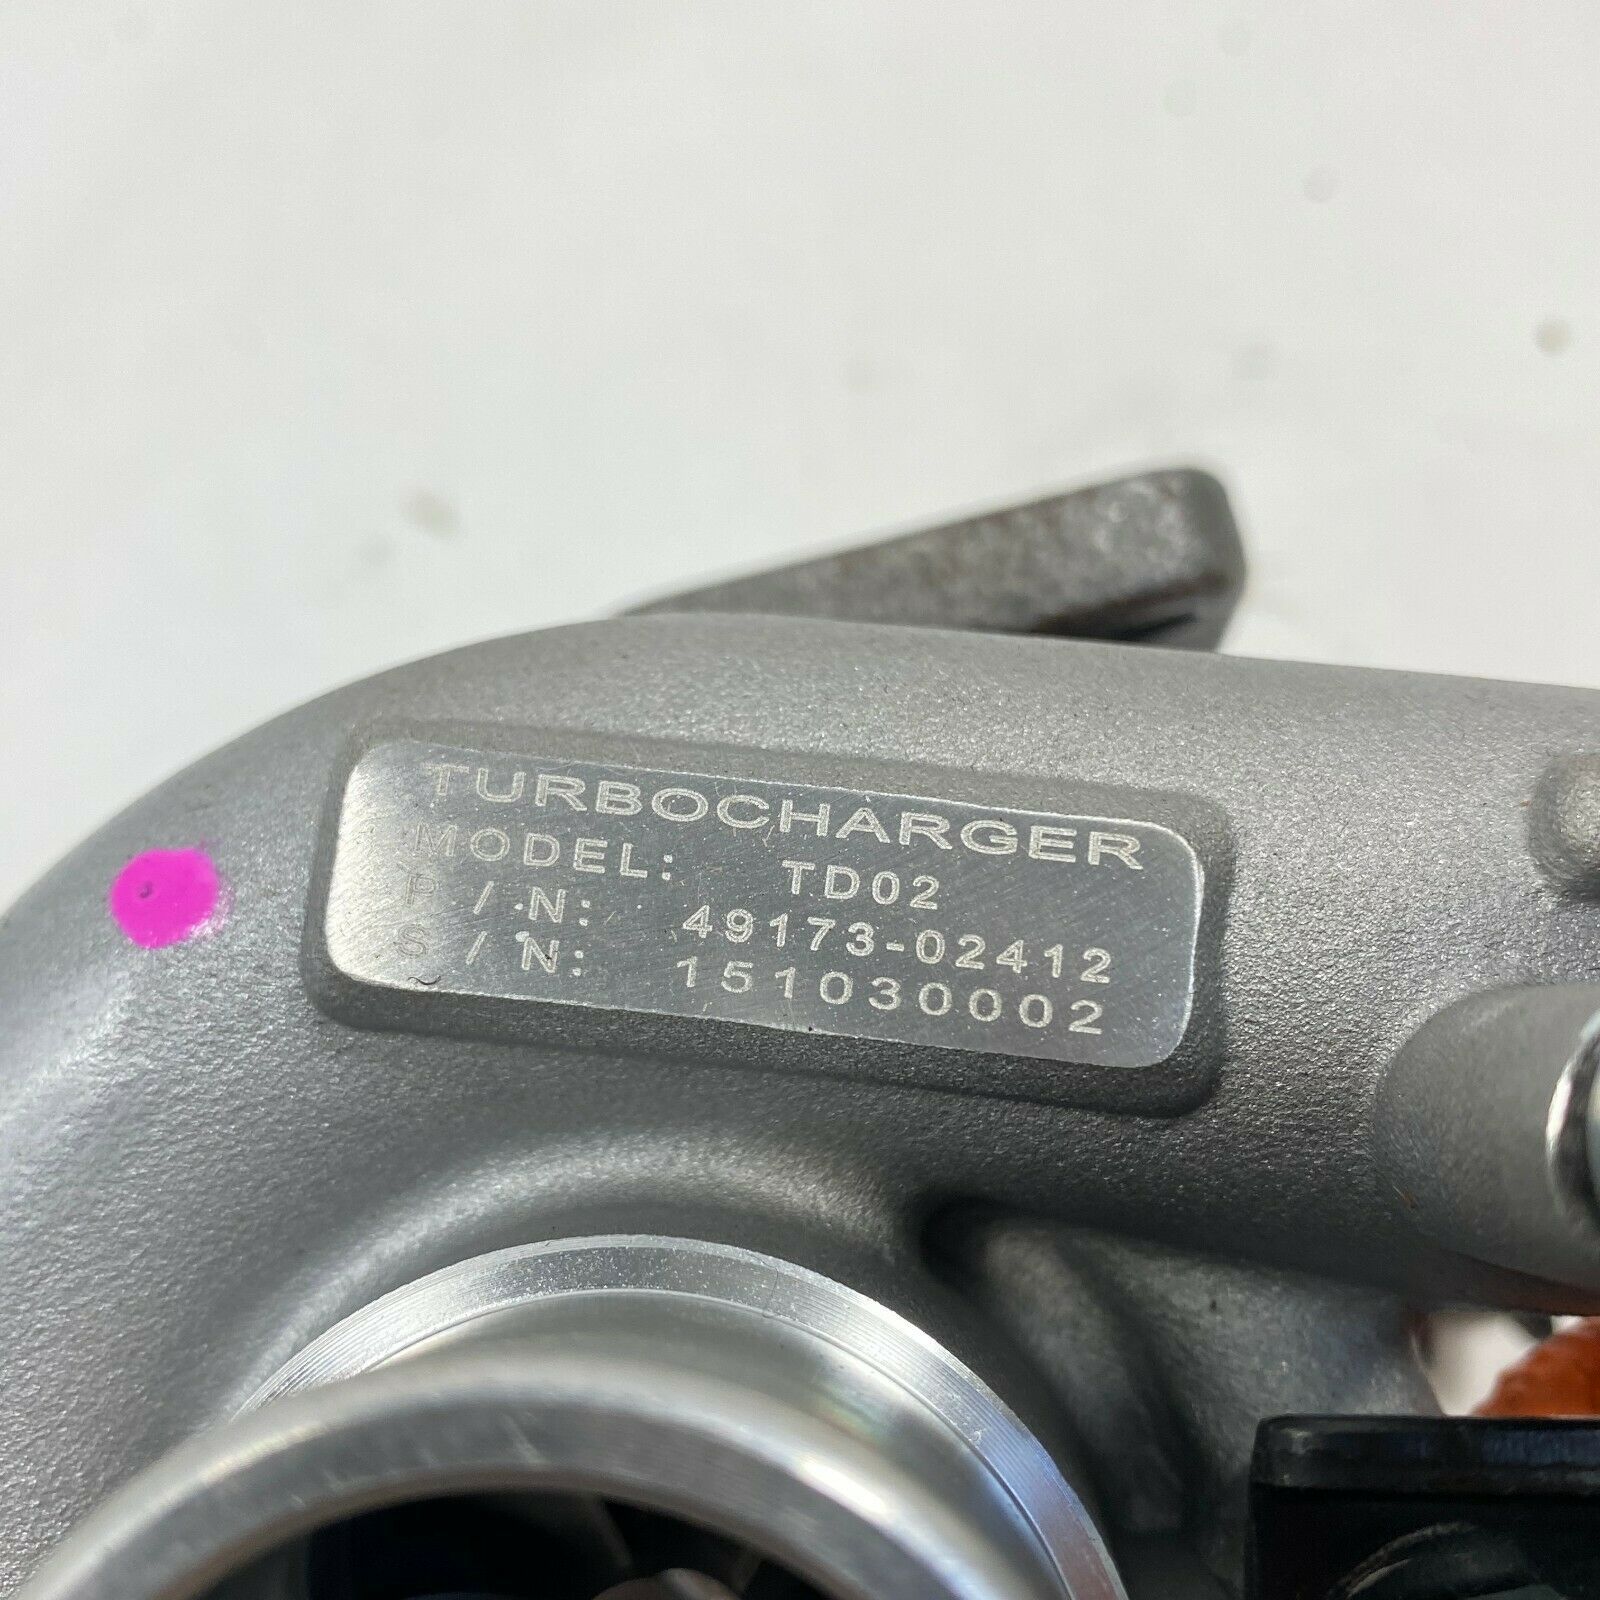 TURBOCHARGER
MODEL: TD02
P / N: 49173-02412
S / N: 151030002